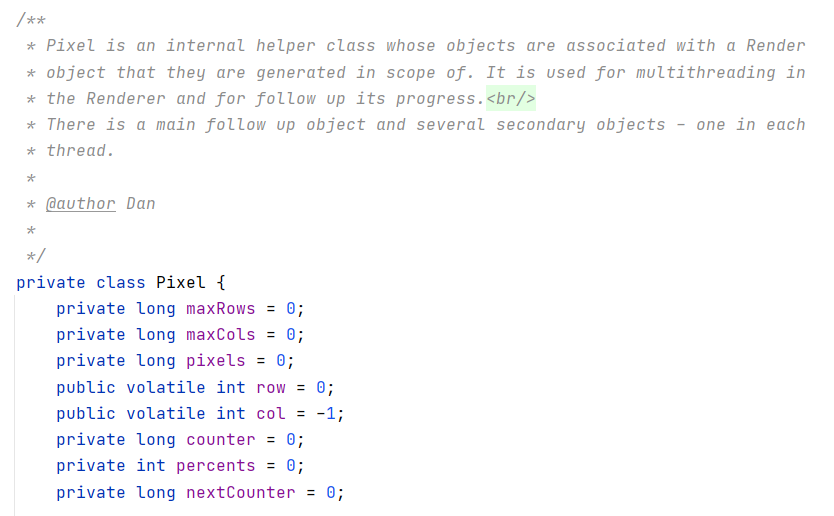 /**
 * Pixel is an internal helper class whose objects are associated with a Render
 * object that they are generated in scope of. It is used for multithreading in
 * the Renderer and for follow up its progress.<br/>
 * There is a main follow up object and several secondary objects – one in each
 * thread.
 *
 * @author Dan
 *
 */
private class Pixel {
    private long maxRows = 0;
    private long maxCols = 0;
    private long pixels = 0;
    public volatile int row = 0;
    public volatile int col = -1;
    private long counter = 0;
    private int percents = 0;
    private long nextCounter = 0;